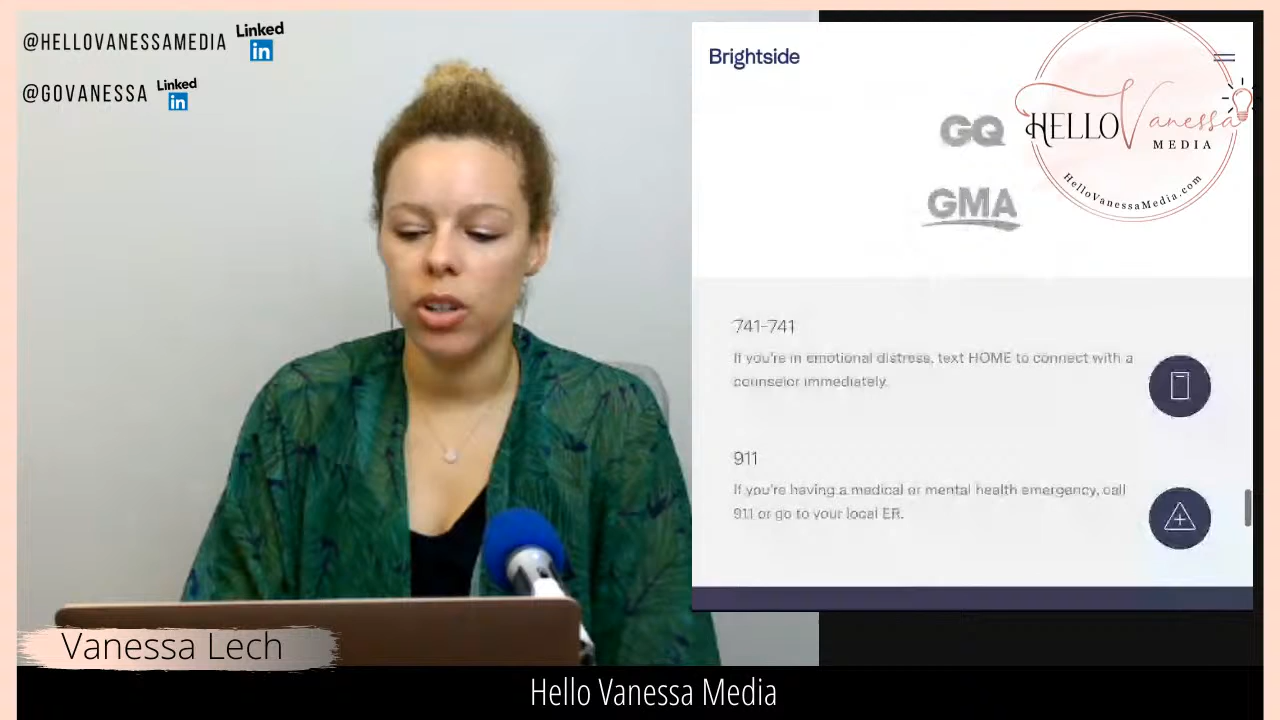 @HELLOVANESSAMEDIA
Linked
in
@GOVANESSA
Linked
in
Brightside
GQ
GMA
HELLO Vanessa
MEDIA
HelloVanessaMedia.com
741-741
If you're in emotional distress, text HOME to connect with a
counselor immediately.
911
If you're having a medical or mental health emergency, call
911 or go to your local ER.
Vanessa Lech
Hello Vanessa Media